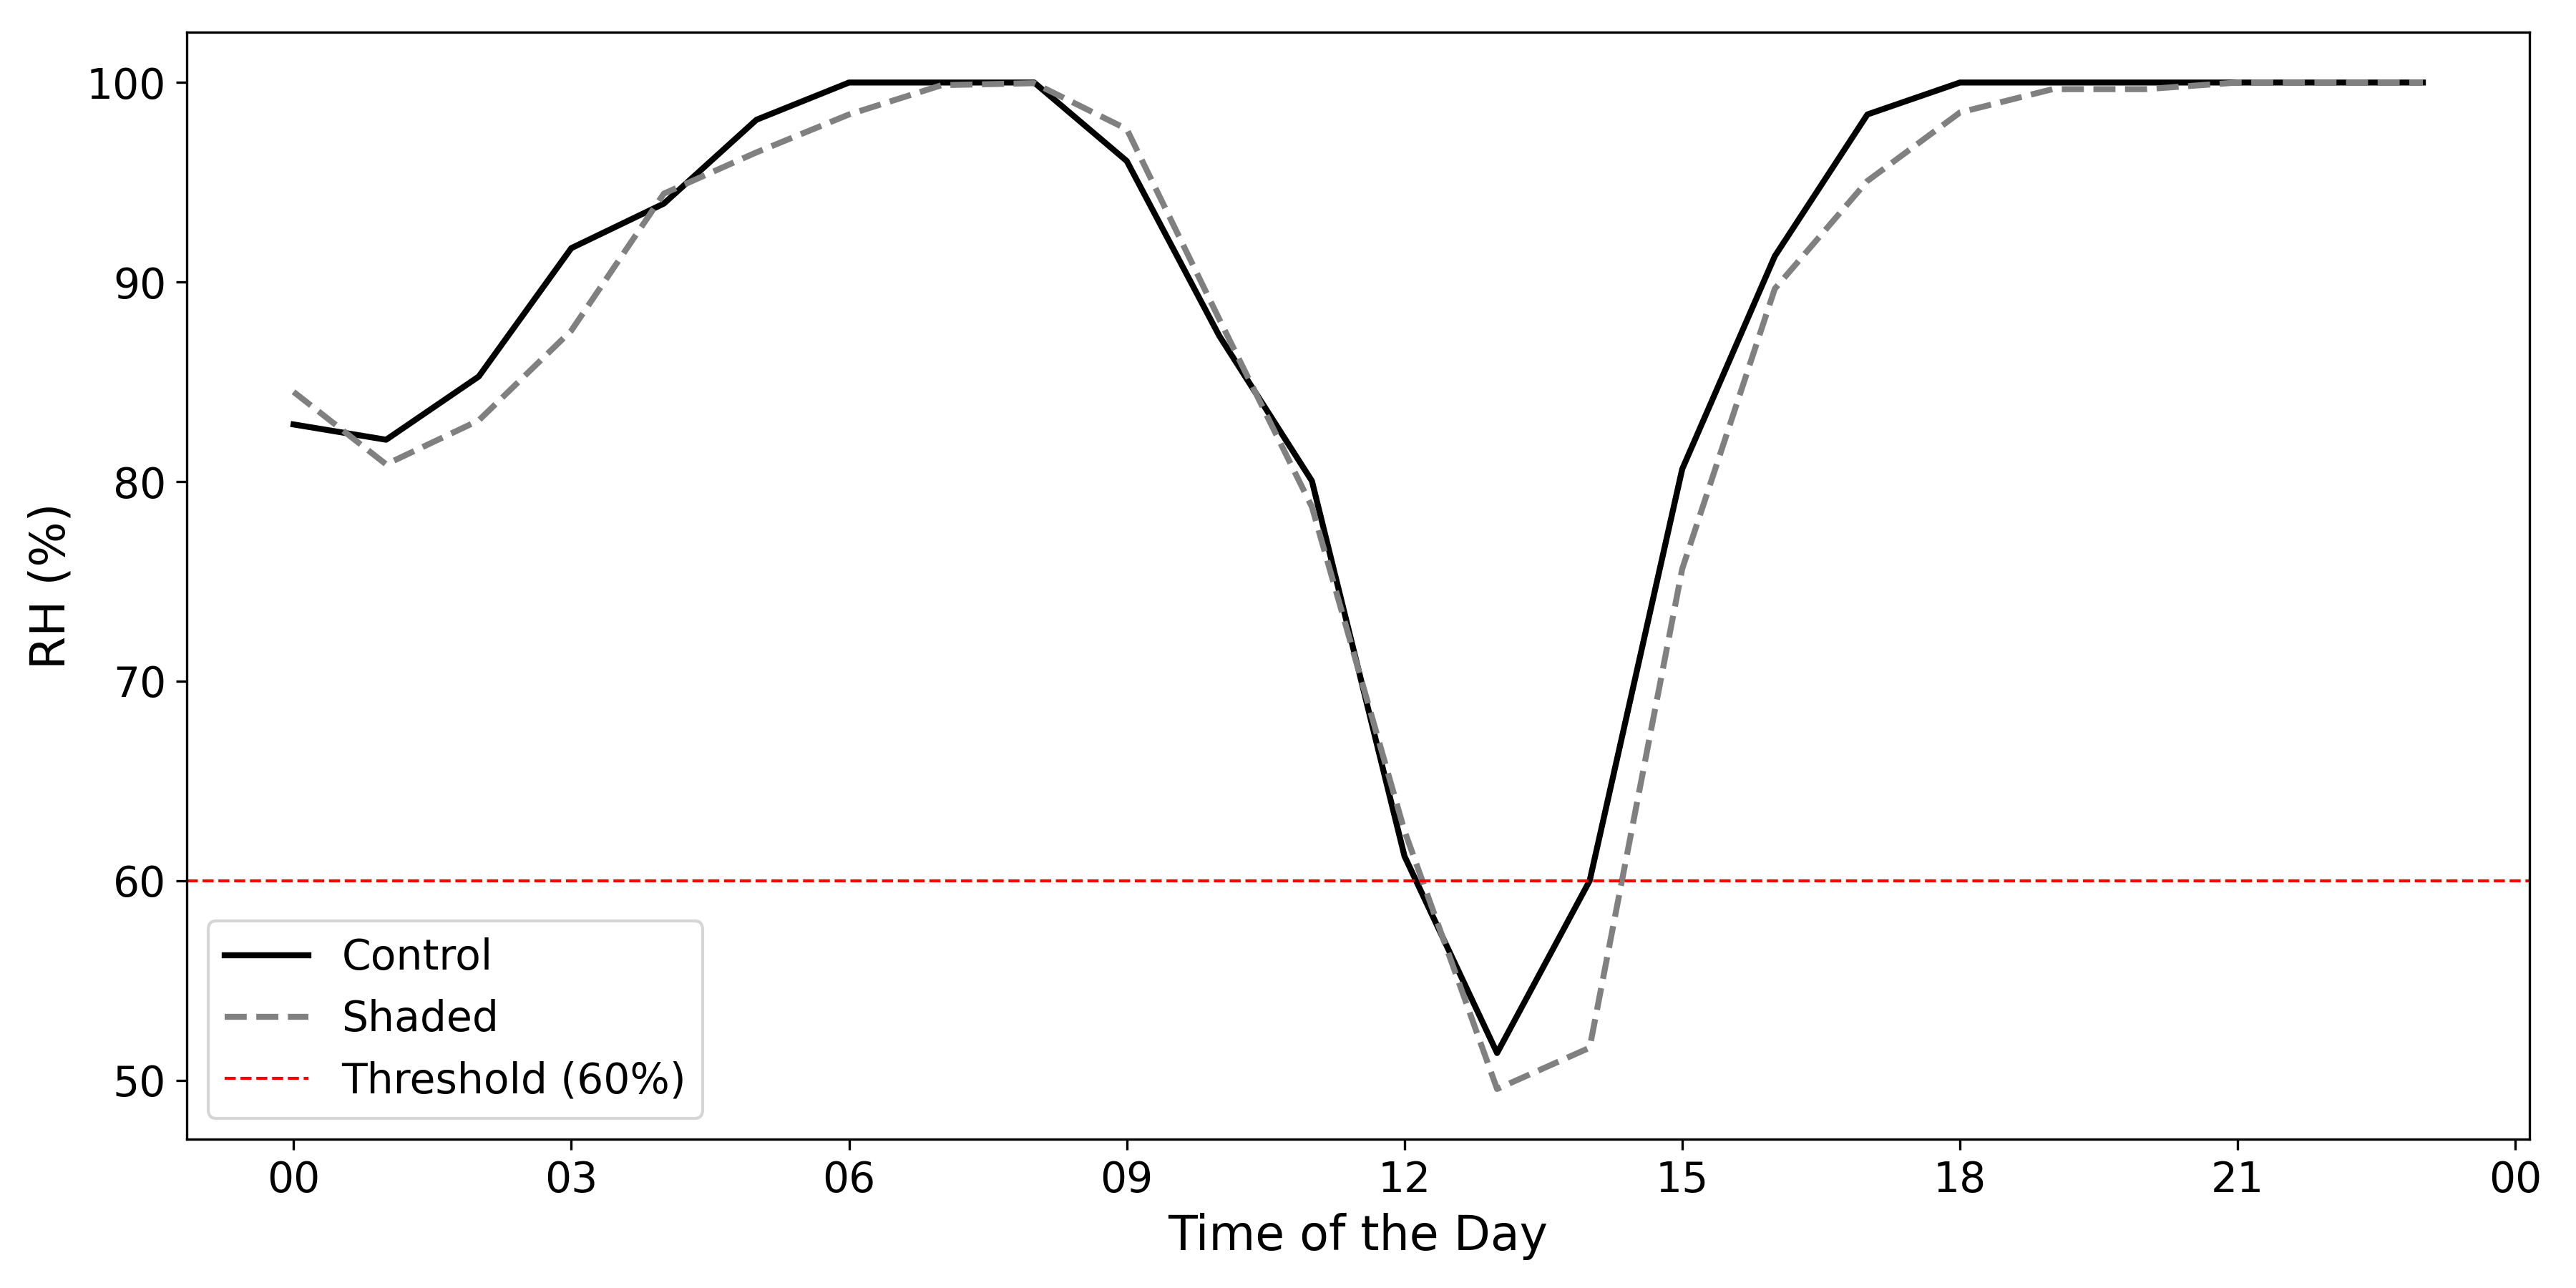 100
90
80
70
60
50
RH (%)
Control
Shaded
Threshold (60%)
00 03 06 09 12 15 18 21 00
Time of the Day